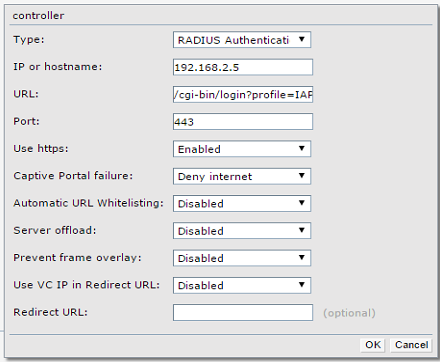 controller
Type: RADIUS Authenticati
IP or hostname: 192.168.2.5
URL: /cgi-bin/login?profile=IAP
Port: 443
Use https: Enabled
Captive Portal failure: Deny internet
Automatic URL Whitelisting: Disabled
Server offload: Disabled
Prevent frame overlay: Disabled
Use VC IP in Redirect URL: Disabled
Redirect URL: (optional)
OK Cancel